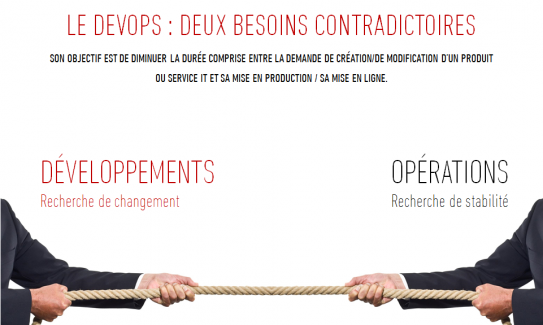 LE DEVOPS : DEUX BESOINS CONTRADICTOIRES
SON OBJECTIF EST DE DIMINUER LA DURÉE COMPRISE ENTRE LA DEMANDE DE CRÉATION/DE MODIFICATION D'UN PRODUIT
OU SERVICE IT ET SA MISE EN PRODUCTION / SA MISE EN LIGNE.
DÉVELOPPEMENTS
Recherche de changement
OPÉRATIONS
Recherche de stabilité